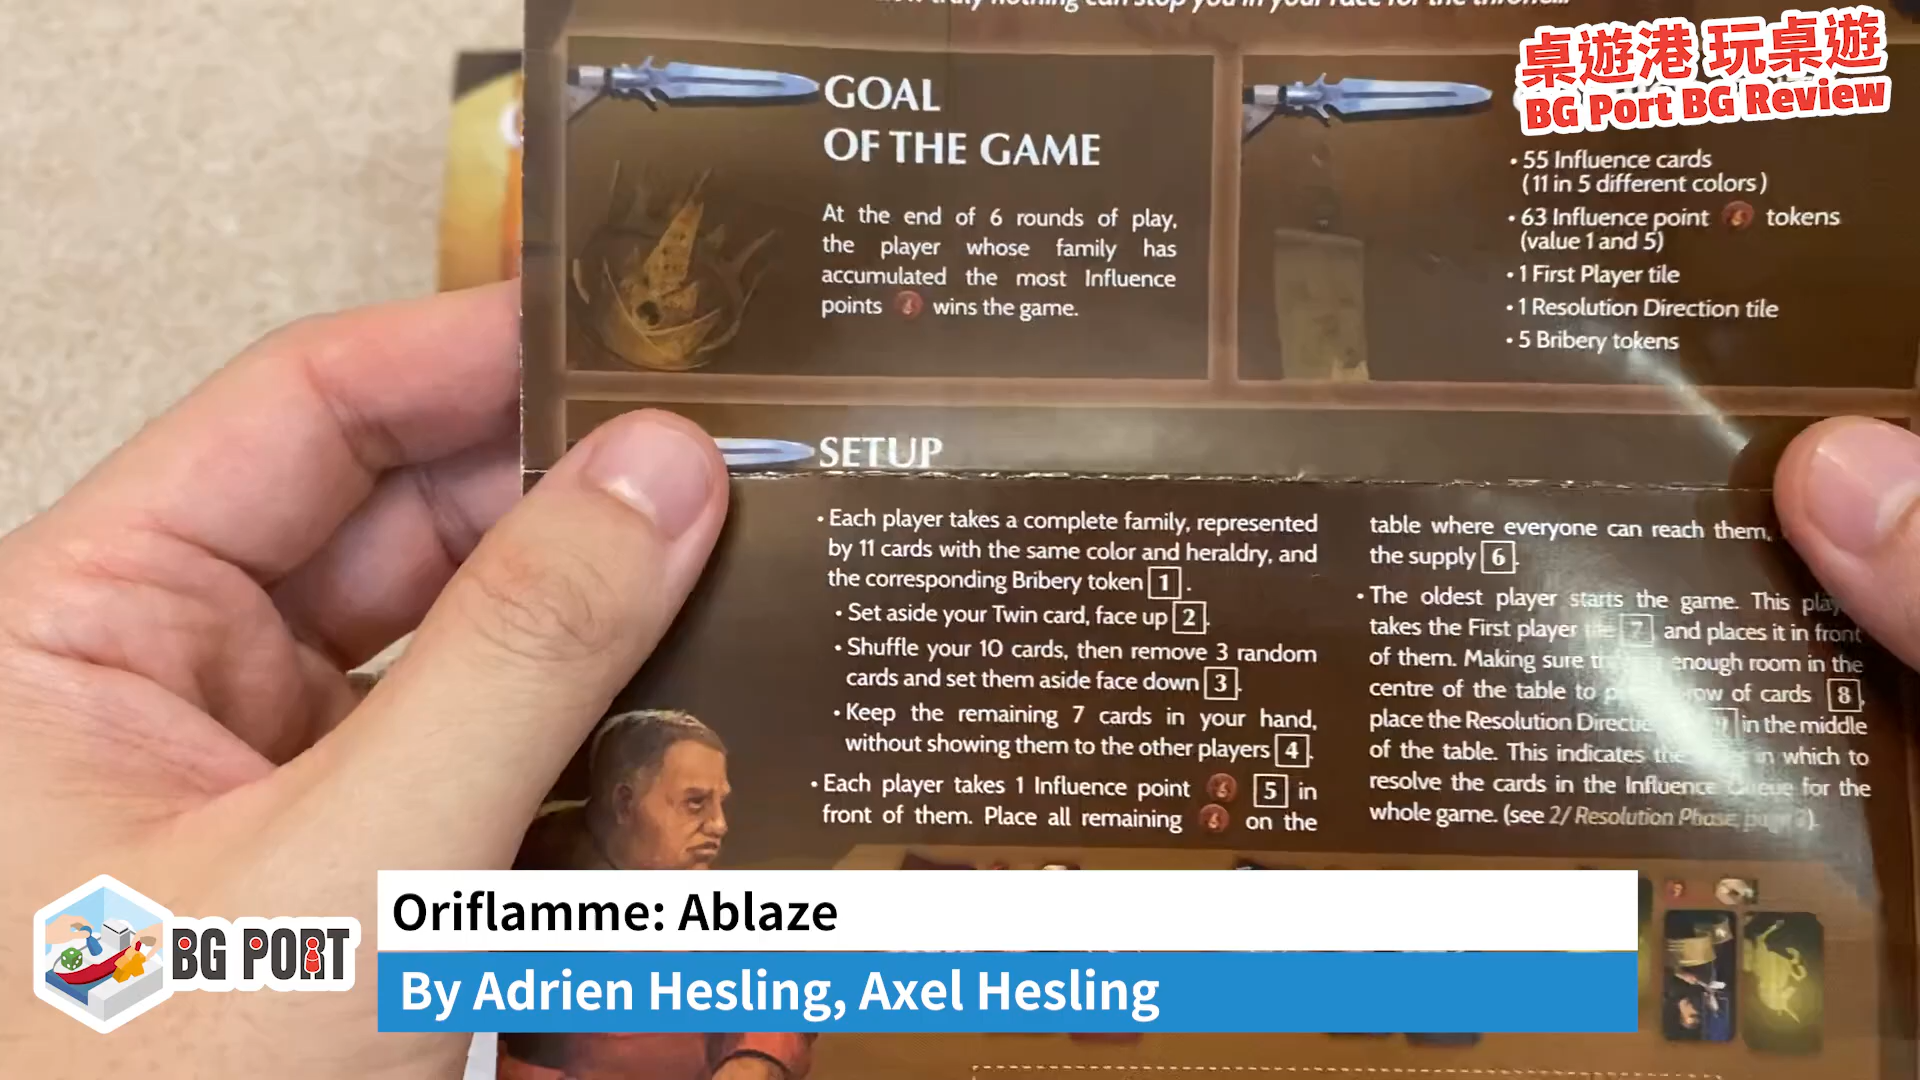 桌遊港 玩桌遊
BG Port BG Review
GOAL
OF THE GAME
At the end of 6 rounds of play,
the player whose family has
accumulated the most Influence
points wins the game.
• 55 Influence cards
(11 in 5 different colors)
• 63 Influence point tokens
(value 1 and 5)
• 1 First Player tile
• 1 Resolution Direction tile
• 5 Bribery tokens
SETUP
• Each player takes a complete family, represented
by 11 cards with the same color and heraldry, and
the corresponding Bribery token 1.
• Set aside your Twin card, face up 2.
• Shuffle your 10 cards, then remove 3 random
cards and set them aside face down 3.
• Keep the remaining 7 cards in your hand,
without showing them to the other players 4.
• Each player takes 1 Influence point 5 in
front of them. Place all remaining on the
table where everyone can reach them,
the supply 6.
• The oldest player starts the game. This
takes the First player 7, and places it in front
of them. Making sure enough room in the
centre of the table to row of cards 8,
place the Resolution in the middle
of the table. This indicates in which to
resolve the cards in the Influence Queue for the
whole game. (see 2/ Resolution Phase,
BG PORT
Oriflamme: Ablaze
By Adrien Hesling, Axel Hesling